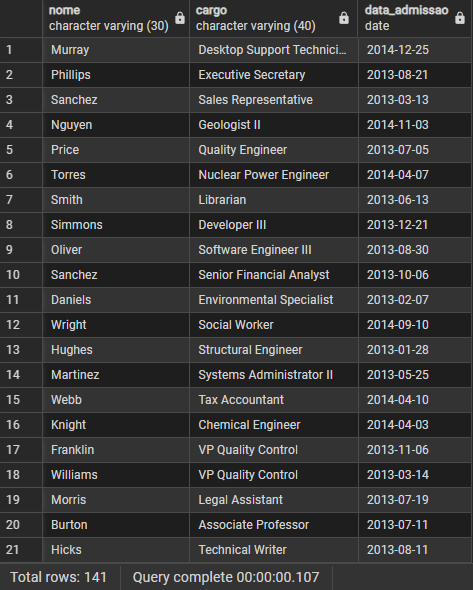 nome cargo data_admissao
character varying (30) character varying (40) date
1 Murray Desktop Support Technici... 2014-12-25
2 Phillips Executive Secretary 2013-08-21
3 Sanchez Sales Representative 2013-03-13
4 Nguyen Geologist II 2014-11-03
5 Price Quality Engineer 2013-07-05
6 Torres Nuclear Power Engineer 2014-04-07
7 Smith Librarian 2013-06-13
8 Simmons Developer III 2013-12-21
9 Oliver Software Engineer III 2013-08-30
10 Sanchez Senior Financial Analyst 2013-10-06
11 Daniels Environmental Specialist 2013-02-07
12 Wright Social Worker 2014-09-10
13 Hughes Structural Engineer 2013-01-28
14 Martinez Systems Administrator II 2013-05-25
15 Webb Tax Accountant 2014-04-10
16 Knight Chemical Engineer 2014-04-03
17 Franklin VP Quality Control 2013-11-06
18 Williams VP Quality Control 2013-03-14
19 Morris Legal Assistant 2013-07-19
20 Burton Associate Professor 2013-07-11
21 Hicks Technical Writer 2013-08-11
Total rows: 141 Query complete 00:00:00.107